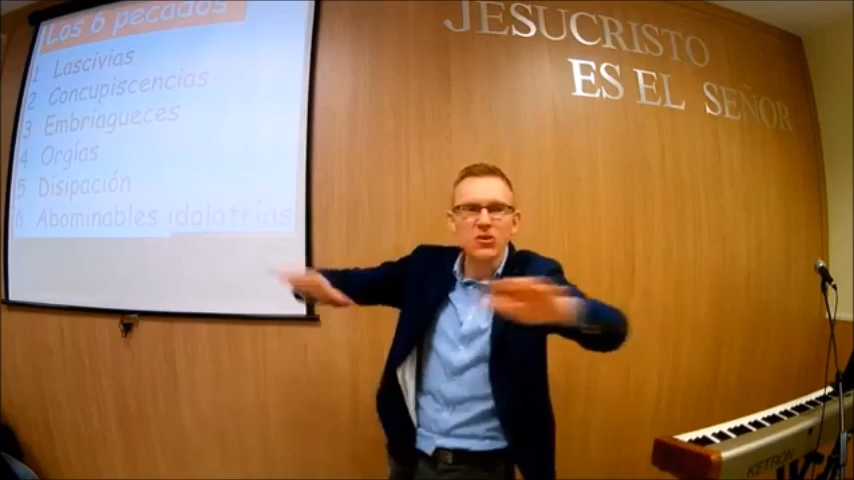 Los 6 pecados
1 Lascivias
2 Concupiscencias
3 Embriagueces
4 Orgías
5 Disipación
6 Abominables idolatrías
JESUCRISTO
ES EL SEÑOR
KETRON